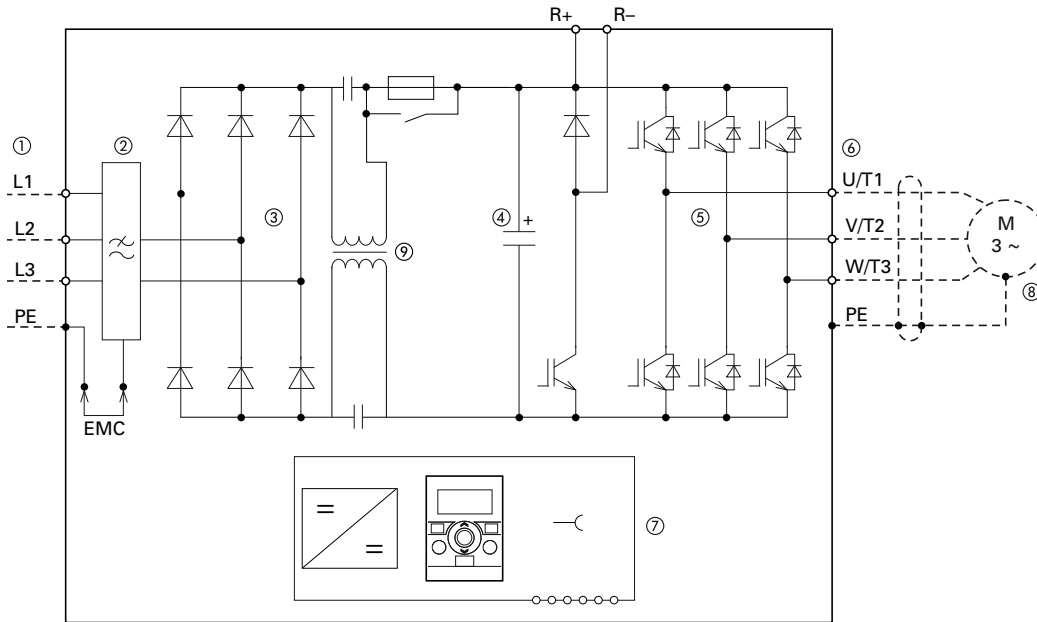 R+ R–
① ②
L1
L2
L3
PE
EMC
③
④ +
⑤
⑥
U/T1
V/T2
W/T3
PE
M
3 ~
⑧
⑨
⑦